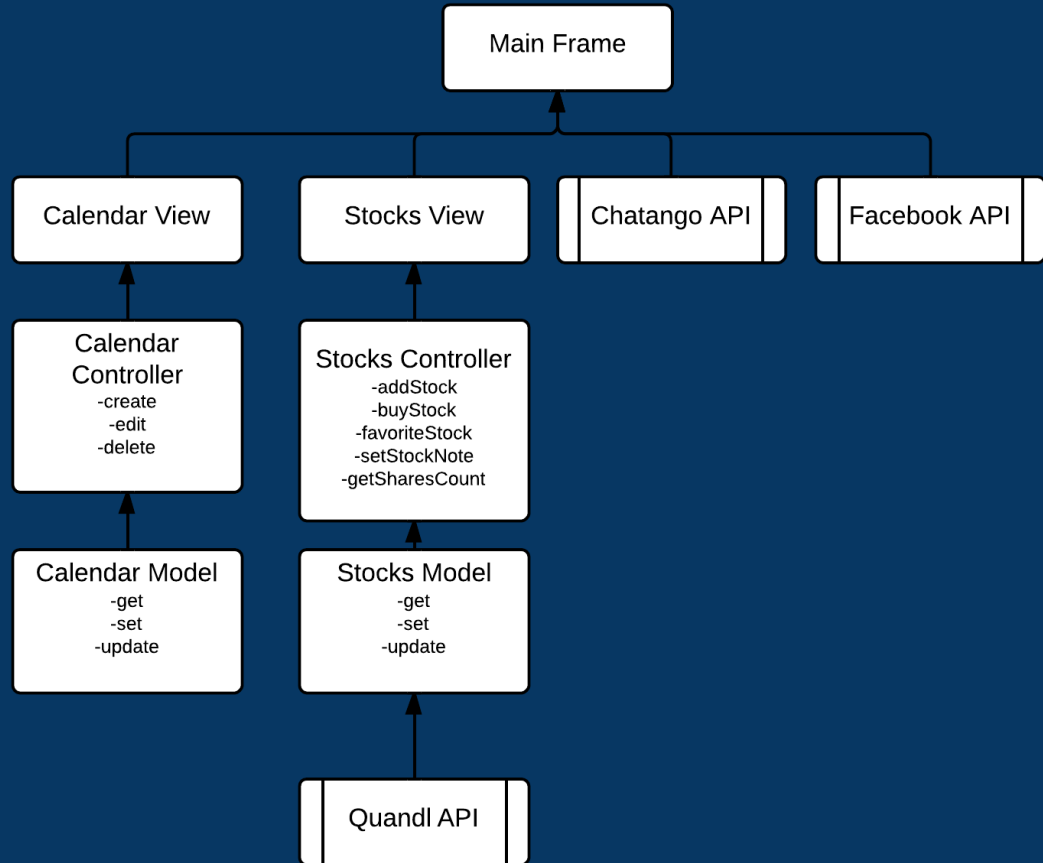 Main Frame
Calendar View
Stocks View
Chatango API
Facebook API
Calendar
Controller
-create
-edit
-delete
Stocks Controller
-addStock
-buyStock
-favoriteStock
-setStockNote
-getSharesCount
Calendar Model
-get
-set
-update
Stocks Model
-get
-set
-update
Quandl API